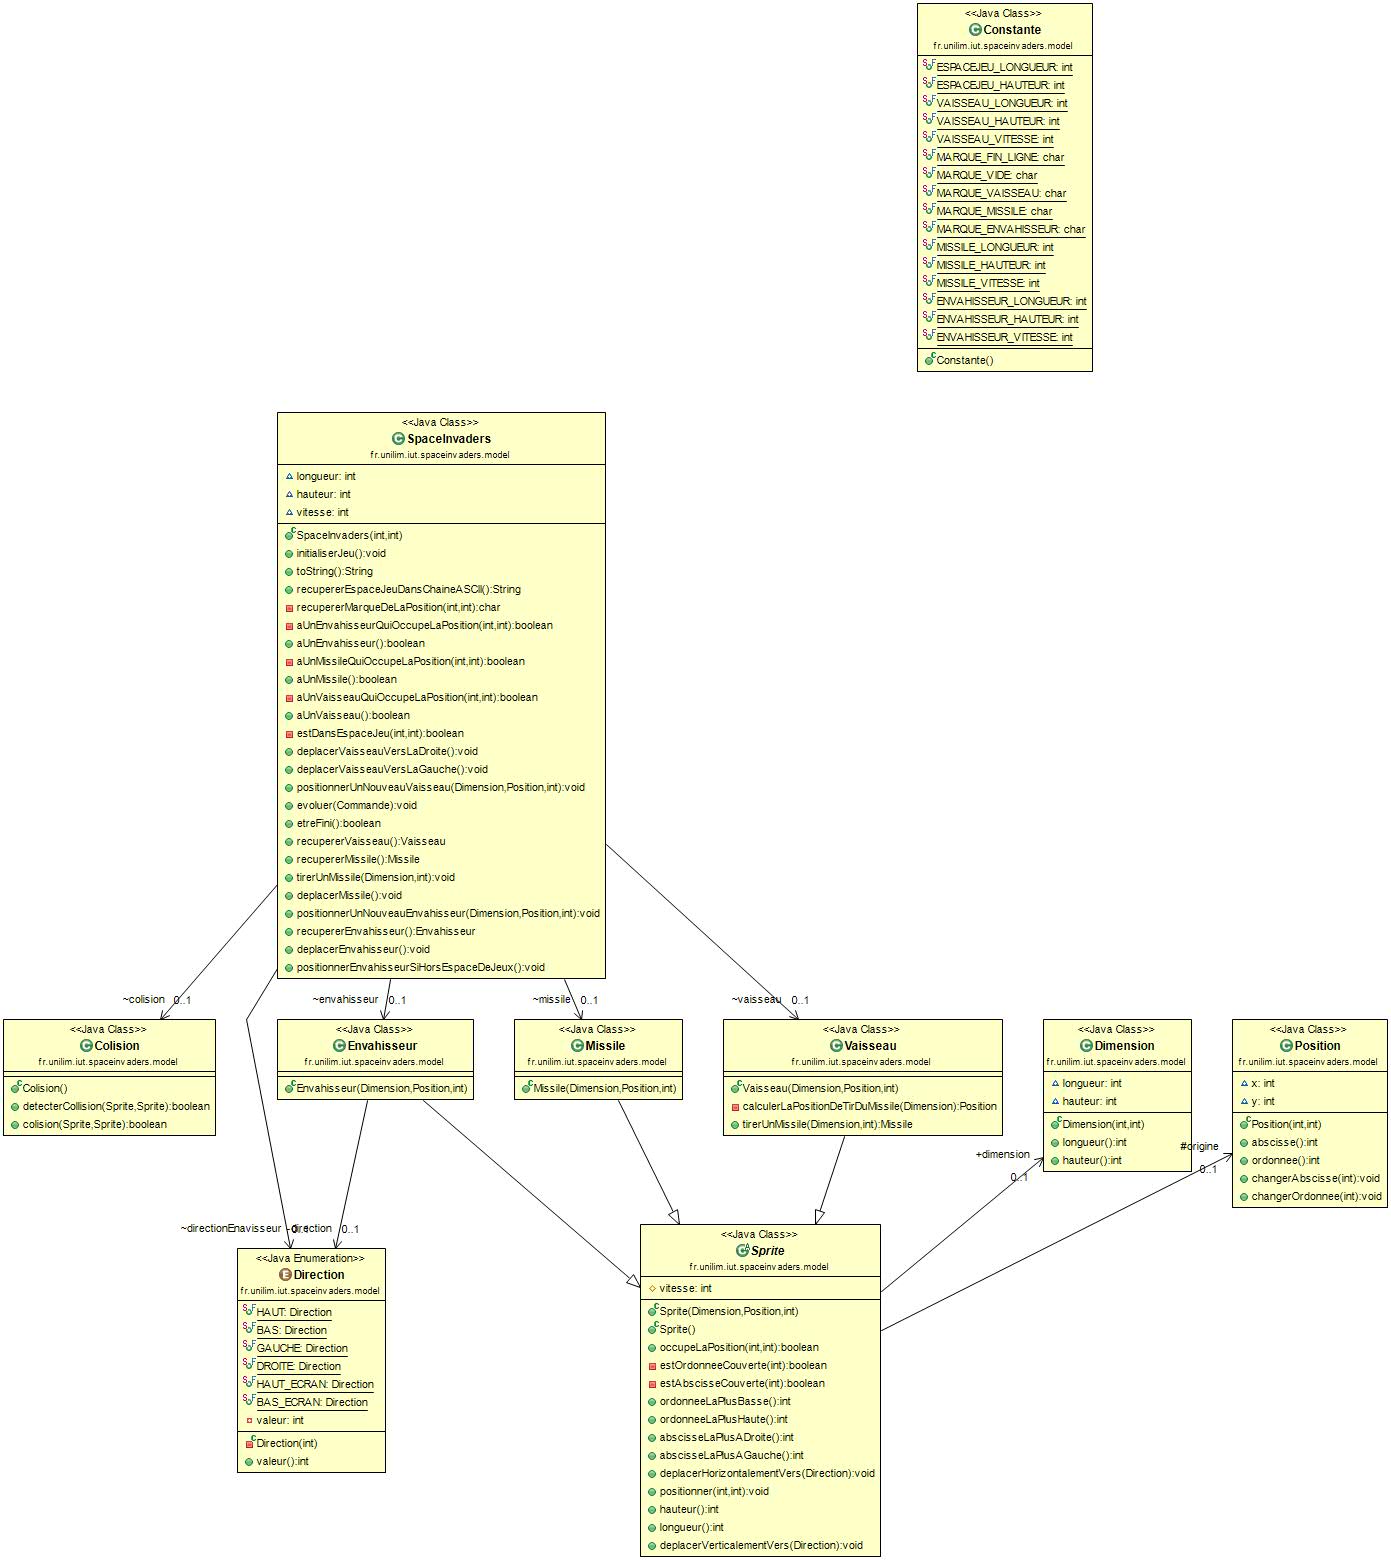 <<Java Class>>
Constante
fr.unilim.iut.spaceinvaders.model
ESPACEJEU_LONGUEUR: int
ESPACEJEU_HAUTEUR: int
VAISSEAU_LONGUEUR: int
VAISSEAU_HAUTEUR: int
VAISSEAU_VITESSE: int
MARQUE_FIN_LIGNE: char
MARQUE_VIDE: char
MARQUE_VAISSEAU: char
MARQUE_MISSILE: char
MARQUE_ENVAHISSEUR: char
MISSILE_LONGUEUR: int
MISSILE_HAUTEUR: int
MISSILE_VITESSE: int
ENVAHISSEUR_LONGUEUR: int
ENVAHISSEUR_HAUTEUR: int
ENVAHISSEUR_VITESSE: int
Constante()
<<Java Class>>
SpaceInvaders
fr.unilim.iut.spaceinvaders.model
longueur: int
hauteur: int
vitesse: int
SpaceInvaders(int,int)
initialiserJeu():void
toString():String
recupererEspaceJeuDansChaineASCII():String
recupererMarqueDeLaPosition(int,int):char
aUnEnvahisseurQuiOccupeLaPosition(int,int):boolean
aUnEnvahisseur():boolean
aUnMissileQuiOccupeLaPosition(int,int):boolean
aUnMissile():boolean
aUnVaisseauQuiOccupeLaPosition(int,int):boolean
aUnVaisseau():boolean
estDansEspaceJeu(int,int):boolean
deplacerVaisseauVersLaDroite():void
deplacerVaisseauVersLaGauche():void
positionnerUnNouveauVaisseau(Dimension,Position,int):void
evoluer(Commande):void
etreFini():boolean
recupererVaisseau():Vaisseau
recupererMissile():Missile
tirerUnMissile(Dimension,int):void
deplacerMissile():void
positionnerUnNouveauEnvahisseur(Dimension,Position,int):void
recupererEnvahisseur():Envahisseur
deplacerEnvahisseur():void
positionnerEnvahisseurSiHorsEspaceDeJeux():void
~colision 0..1
~envahisseur 0..1
~missile 0..1
~vaisseau 0..1
<<Java Class>>
Colision
fr.unilim.iut.spaceinvaders.model
Colision()
detecterCollision(Sprite,Sprite):boolean
colision(Sprite,Sprite):boolean
<<Java Class>>
Envahisseur
fr.unilim.iut.spaceinvaders.model
Envahisseur(Dimension,Position,int)
<<Java Class>>
Missile
fr.unilim.iut.spaceinvaders.model
Missile(Dimension,Position,int)
<<Java Class>>
Vaisseau
fr.unilim.iut.spaceinvaders.model
Vaisseau(Dimension,Position,int)
calculerLaPositionDeTirDuMissile(Dimension):Position
tirerUnMissile(Dimension,int):Missile
<<Java Class>>
Dimension
fr.unilim.iut.spaceinvaders.model
longueur: int
hauteur: int
Dimension(int,int)
longueur():int
hauteur():int
<<Java Class>>
Position
fr.unilim.iut.spaceinvaders.model
x: int
y: int
Position(int,int)
abscisse():int
ordonnee():int
changerAbscisse(int):void
changerOrdonnee(int):void
+dimension
0..1
#origine
0..1
~directionEnavisseur 0..1
-direction 0..1
<<Java Enumeration>>
Direction
fr.unilim.iut.spaceinvaders.model
HAUT: Direction
BAS: Direction
GAUCHE: Direction
DROITE: Direction
HAUT_ECRAN: Direction
BAS_ECRAN: Direction
valeur: int
Direction(int)
valeur():int
<<Java Class>>
Sprite
fr.unilim.iut.spaceinvaders.model
vitesse: int
Sprite(Dimension,Position,int)
Sprite()
occupeLaPosition(int,int):boolean
estOrdonneeCouverte(int):boolean
estAbscisseCouverte(int):boolean
ordonneeLaPlusBasse():int
ordonneeLaPlusHaute():int
abscisseLaPlusADroite():int
abscisseLaPlusAGauche():int
deplacerHorizontalementVers(Direction):void
positionner(int,int):void
hauteur():int
longueur():int
deplacerVerticalementVers(Direction):void